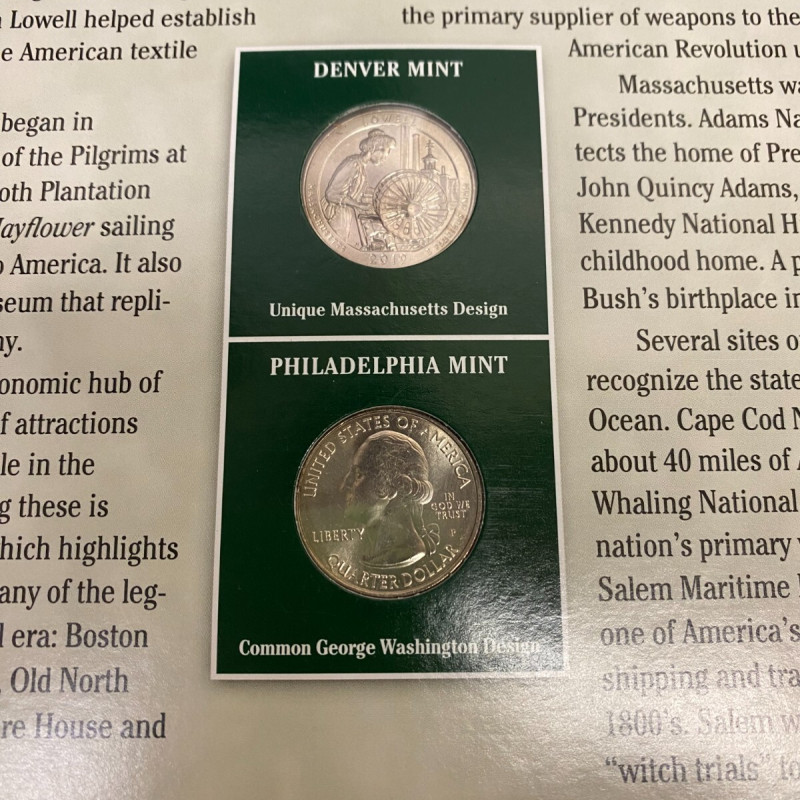 Lowell helped establish
e American textile
began in
of the Pilgrims at
oth Plantation
ayflower sailing
o America. It also
seum that repli-
ny.
onomic hub of
f attractions
le in the
g these is
hich highlights
any of the leg-
l era: Boston
, Old North
re House and
DENVER MINT
LOWELL
MASSACHUSETTS
2019
E PLURIBUS UNUM
Unique Massachusetts Design
PHILADELPHIA MINT
UNITED STATES OF AMERICA
IN
GOD WE
TRUST
LIBERTY
P
QUARTER DOLLAR
Common George Washington Design
the primary supplier of weapons to the
American Revolution u
Massachusetts wa
Presidents. Adams Na
tects the home of Pre
John Quincy Adams,
Kennedy National H
childhood home. A p
Bush's birthplace in
Several sites o
recognize the state
Ocean. Cape Cod N
about 40 miles of A
Whaling National
nation's primary
Salem Maritime
one of America's
shipping and tra
1800's. Salem w
"witch trials" to